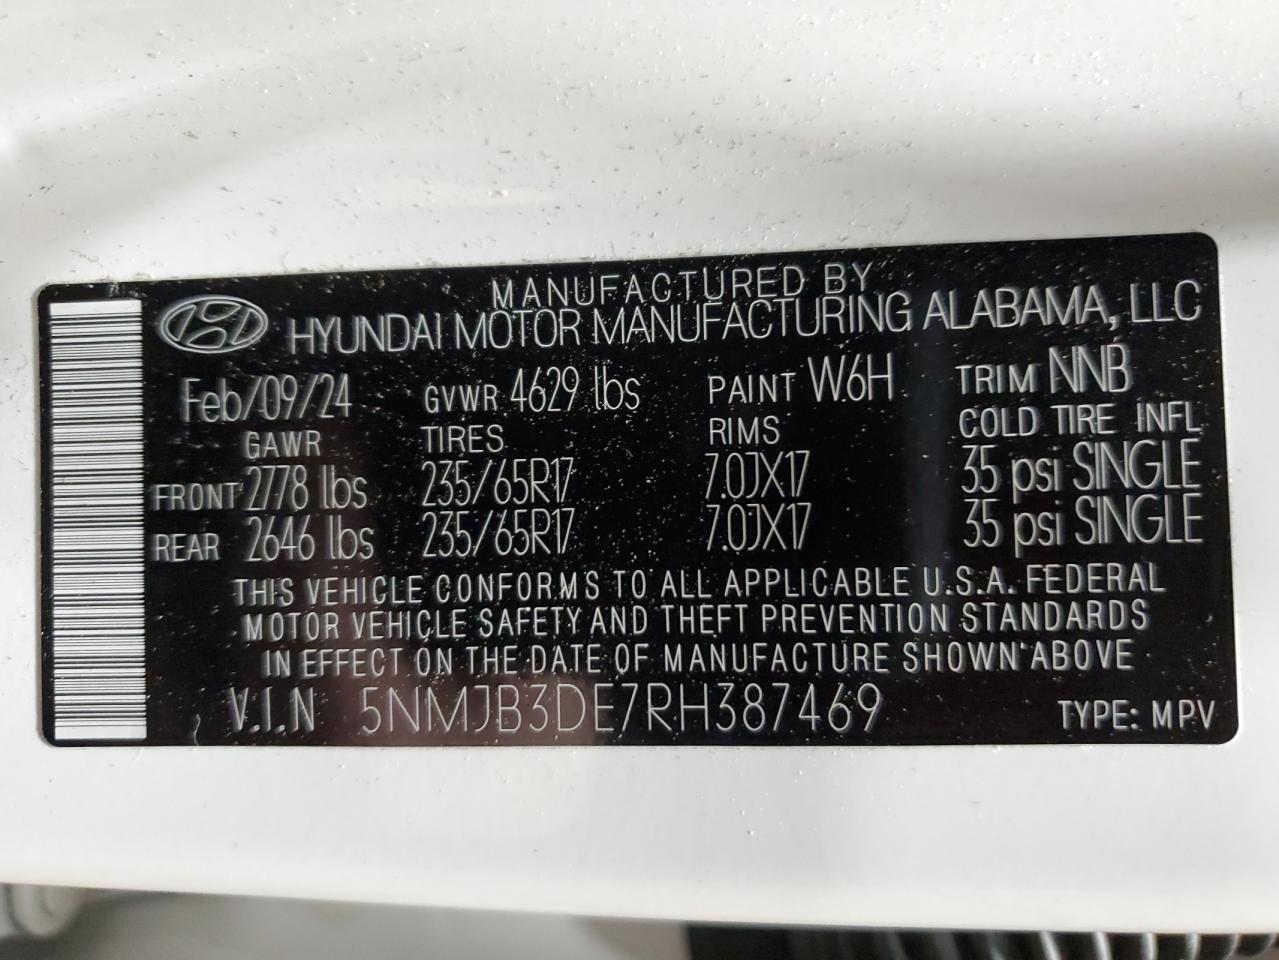 MANUFACTURED BY
HYUNDAI MOTOR MANUFACTURING ALABAMA, LLC
Feb/09/24 GVWR 4629 lbs PAINT W6H TRIM NNB
GAWR TIRES RIMS COLD TIRE INFL
FRONT 2778 lbs 235/65R17 7.0JX17 35 psi SINGLE
REAR 2646 lbs 235/65R17 7.0JX17 35 psi SINGLE
THIS VEHICLE CONFORMS TO ALL APPLICABLE U.S.A. FEDERAL
MOTOR VEHICLE SAFETY AND THEFT PREVENTION STANDARDS
IN EFFECT ON THE DATE OF MANUFACTURE SHOWN ABOVE
V.I.N 5NMJB3DE7RH387469 TYPE: MPV